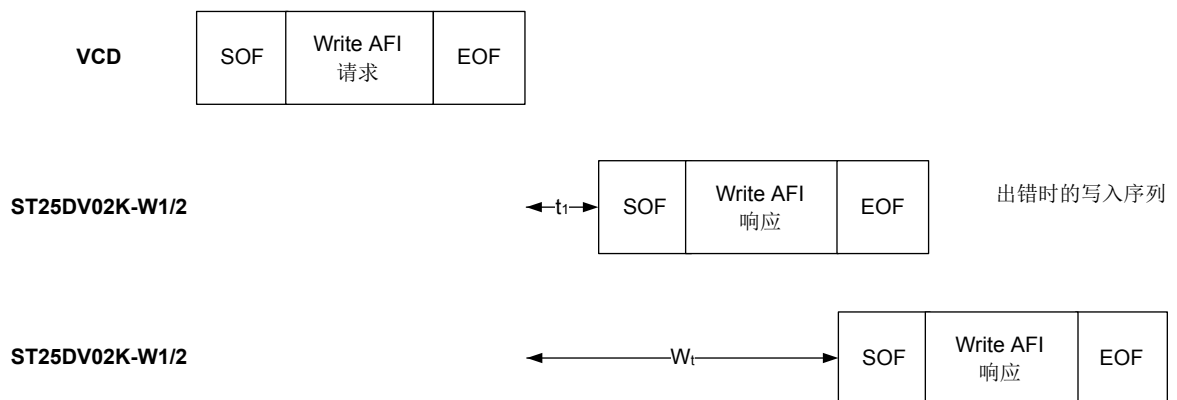 VCD
SOF
Write AFI
请求
EOF
ST25DV02K-W1/2
t1
SOF
Write AFI
响应
EOF
出错时的写入序列
ST25DV02K-W1/2
Wt
SOF
Write AFI
响应
EOF